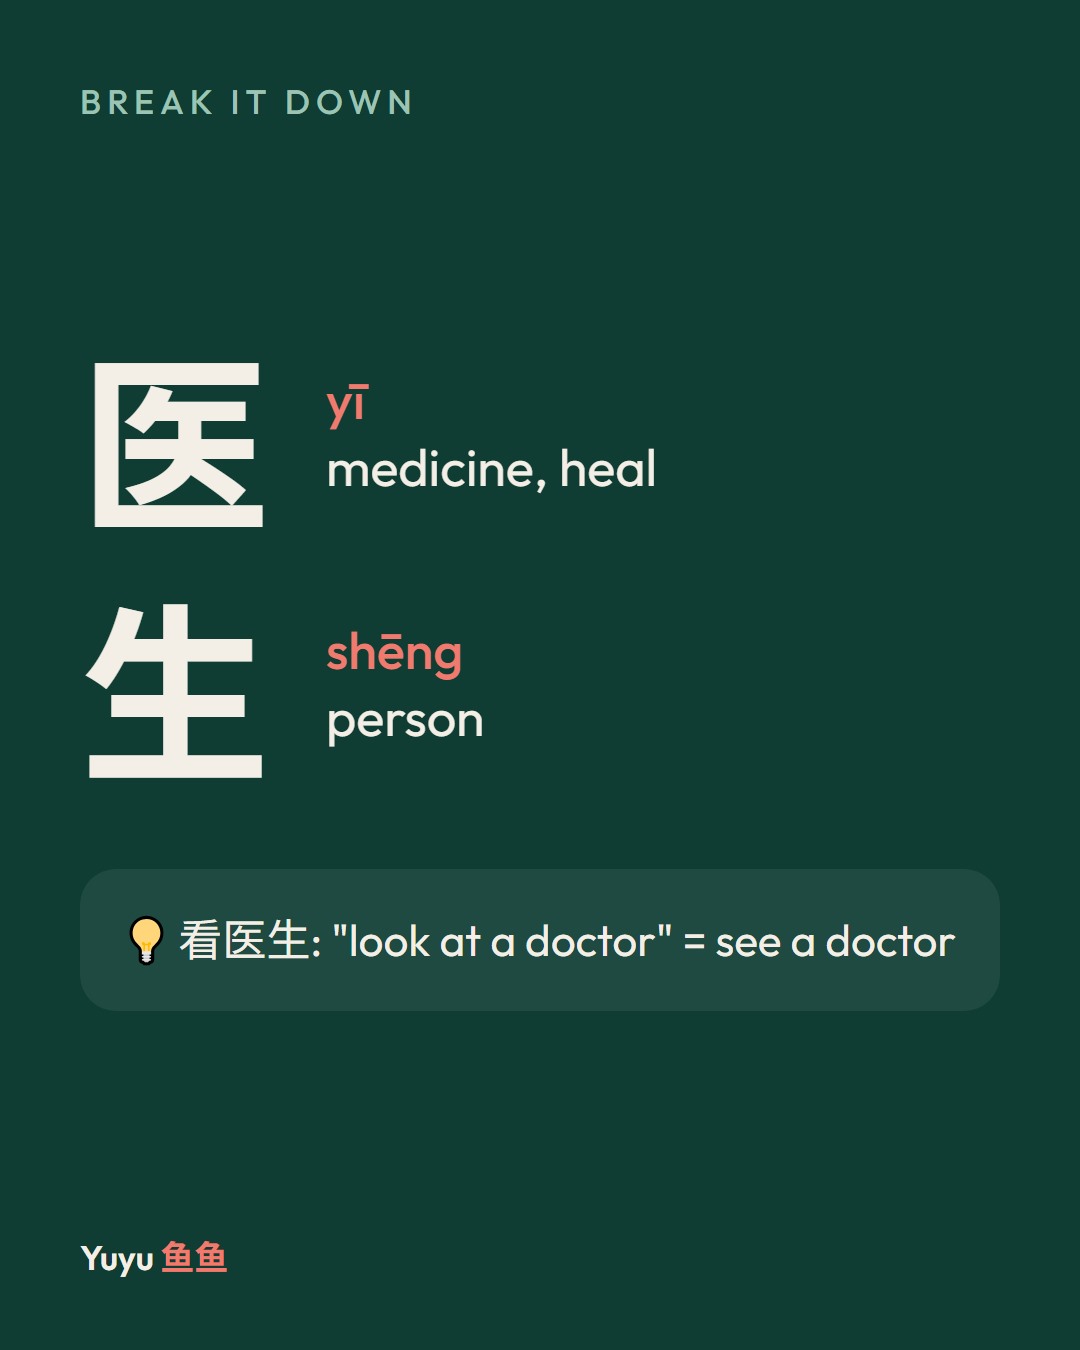 BREAK IT DOWN
医
yī
medicine, heal
生
shēng
person
💡 看医生: "look at a doctor" = see a doctor
Yuyu 鱼鱼